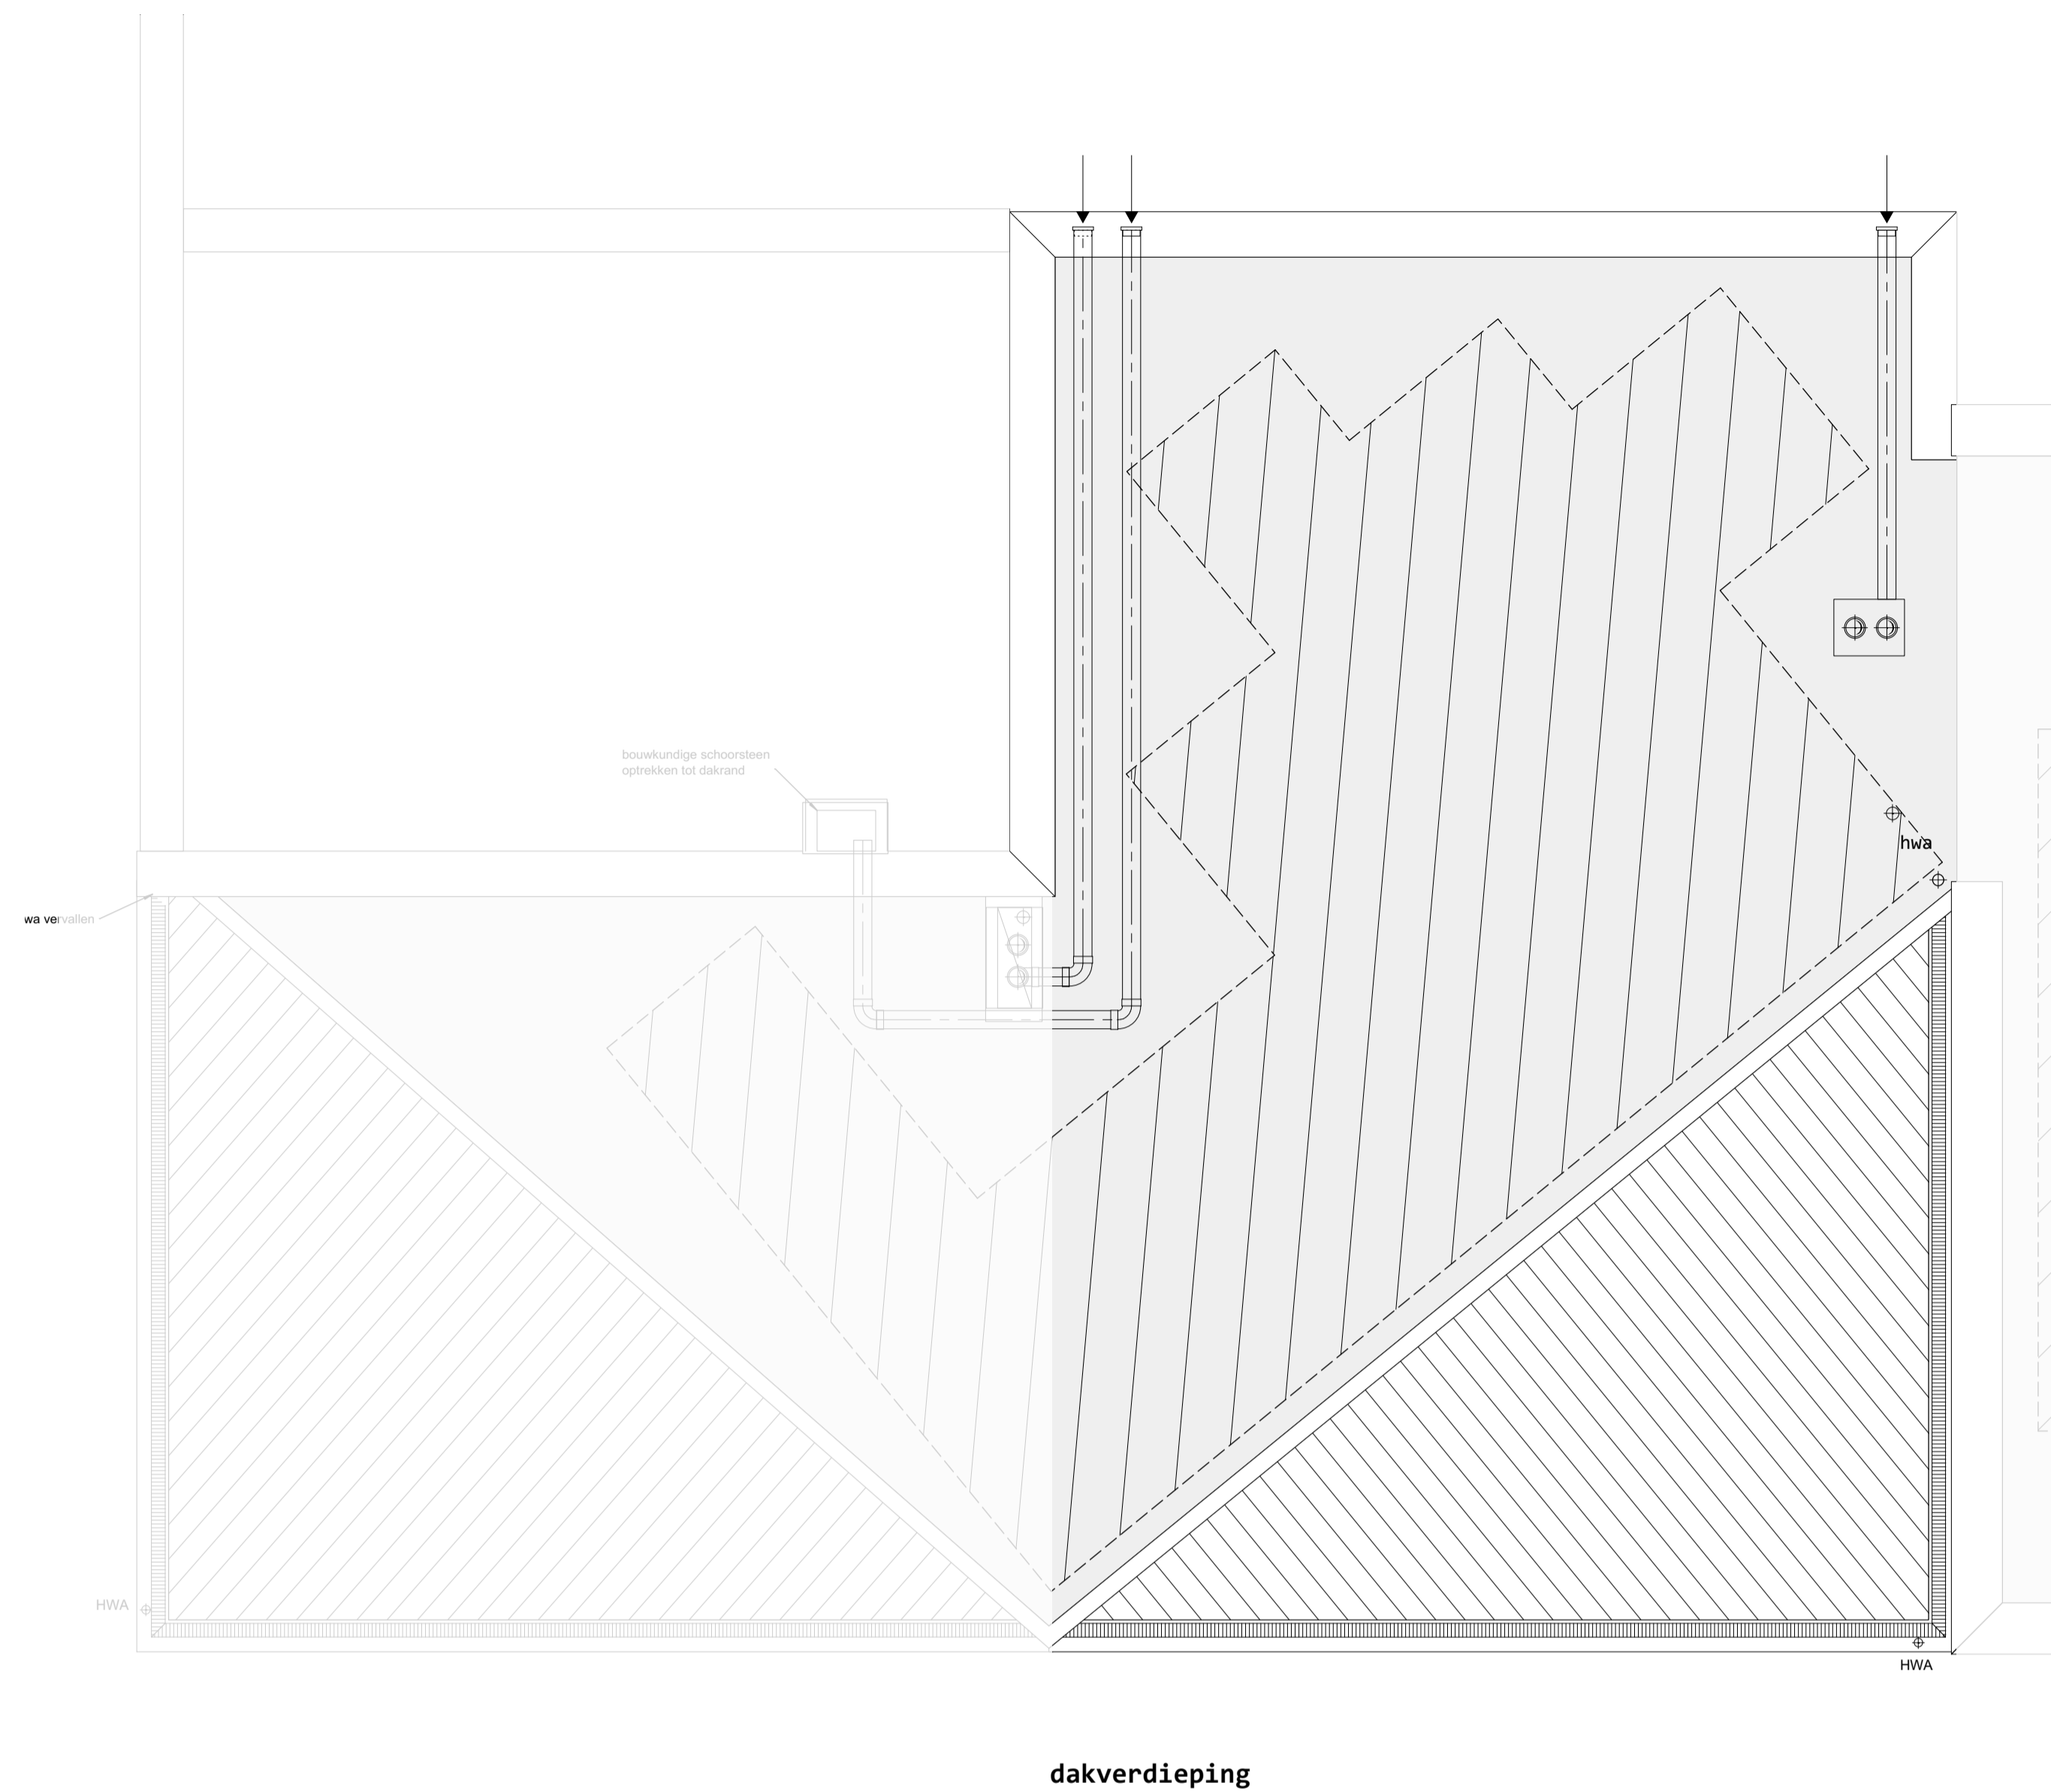 bouwkundige schoorsteen
optrekken tot dakrand
hwa
wa vervallen
HWA
HWA
dakverdieping